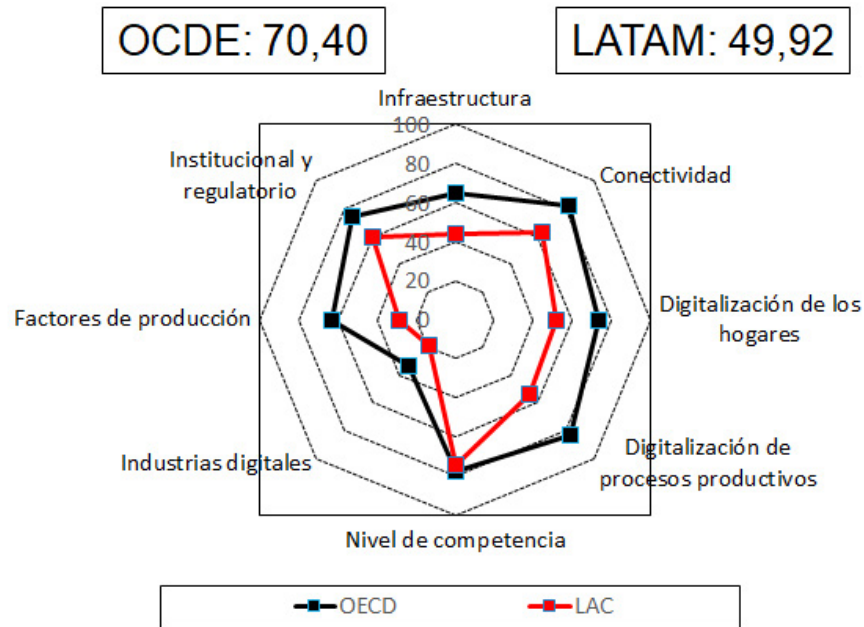 OCDE: 70,40
LATAM: 49,92
Infraestructura
100
80
60
40
20
0
Institucional y
regulatorio
Conectividad
Factores de producción
Digitalización de los
hogares
Industrias digitales
Digitalización de
procesos productivos
Nivel de competencia
OECD
LAC